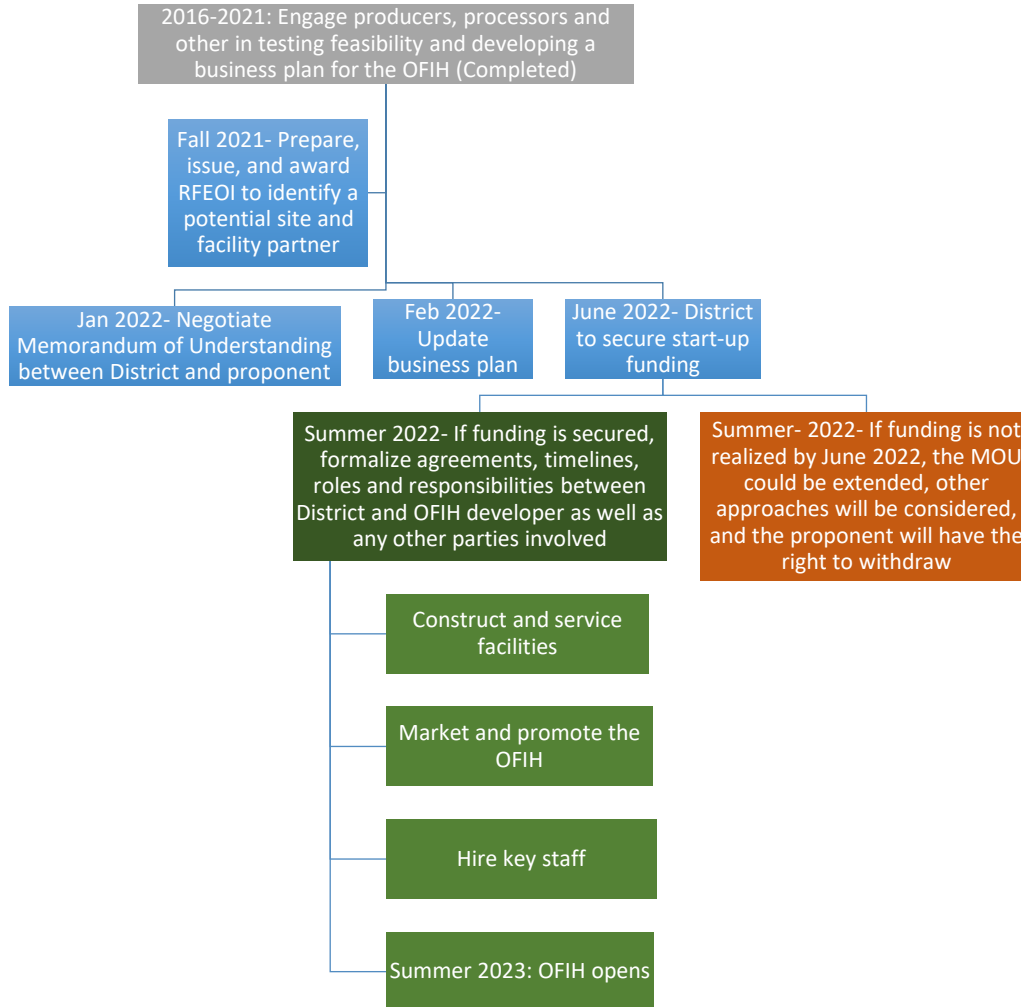 2016-2021: Engage producers, processors and
other in testing feasibility and developing a
business plan for the OFIH (Completed)
Fall 2021- Prepare,
issue, and award
RFEOI to identify a
potential site and
facility partner
Jan 2022- Negotiate
Memorandum of Understanding
between District and proponent
Feb 2022-
Update
business plan
June 2022- District
to secure start-up
funding
Summer 2022- If funding is secured,
formalize agreements, timelines,
roles and responsibilities between
District and OFIH developer as well as
any other parties involved
Summer- 2022- If funding is not
realized by June 2022, the MOU
could be extended, other
approaches will be considered,
and the proponent will have the
right to withdraw
Construct and service
facilities
Market and promote the
OFIH
Hire key staff
Summer 2023: OFIH opens